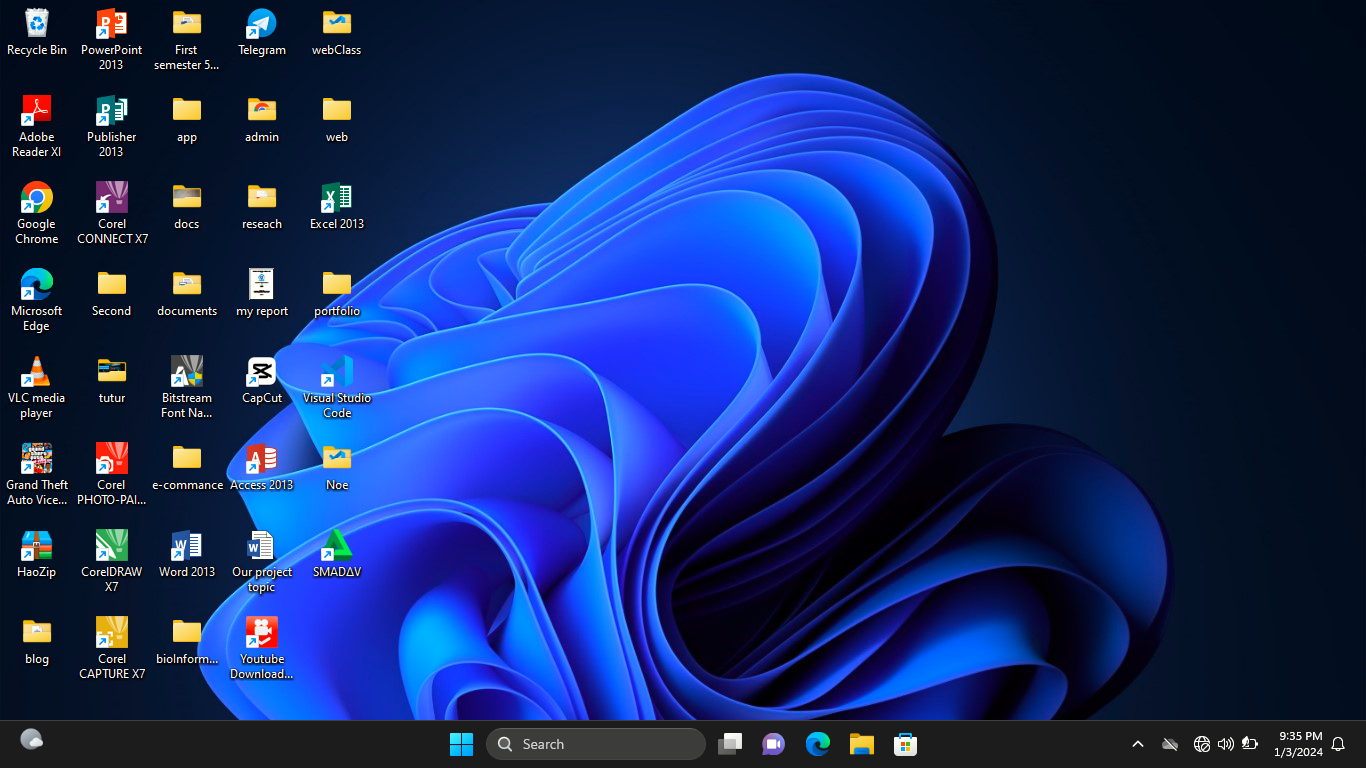 Recycle Bin
PowerPoint
2013
First
semester 5...
Telegram
webClass
Adobe
Reader XI
Publisher
2013
app
admin
web
Google
Chrome
Corel
CONNECT X7
docs
reseach
Excel 2013
Microsoft
Edge
Second
documents
my report
portfolio
VLC media
player
tutur
Bitstream
Font Na...
CapCut
Visual Studio
Code
Grand Theft
Auto Vice...
Corel
PHOTO-PAI...
e-commance
Access 2013
Noe
HaoZip
CorelDRAW
X7
Word 2013
Our project
topic
SMADΔV
blog
Corel
CAPTURE X7
bioInform...
Youtube
Download...
Search
9:35 PM
1/3/2024